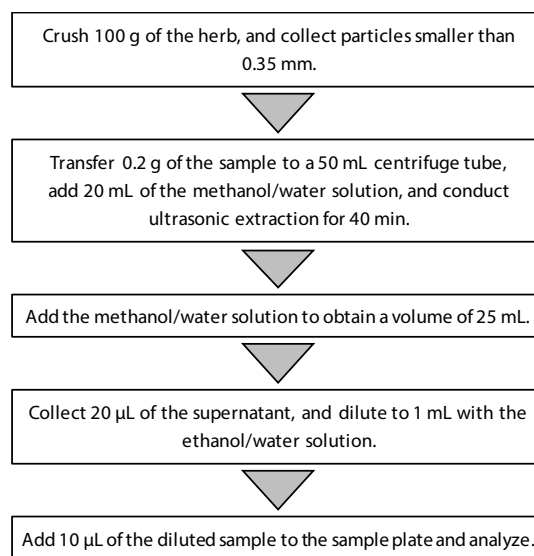 Crush 100 g of the herb, and collect particles smaller than
0.35 mm.
Transfer 0.2 g of the sample to a 50 mL centrifuge tube,
add 20 mL of the methanol/water solution, and conduct
ultrasonic extraction for 40 min.
Add the methanol/water solution to obtain a volume of 25 mL.
Collect 20 µL of the supernatant, and dilute to 1 mL with the
ethanol/water solution.
Add 10 µL of the diluted sample to the sample plate and analyze.